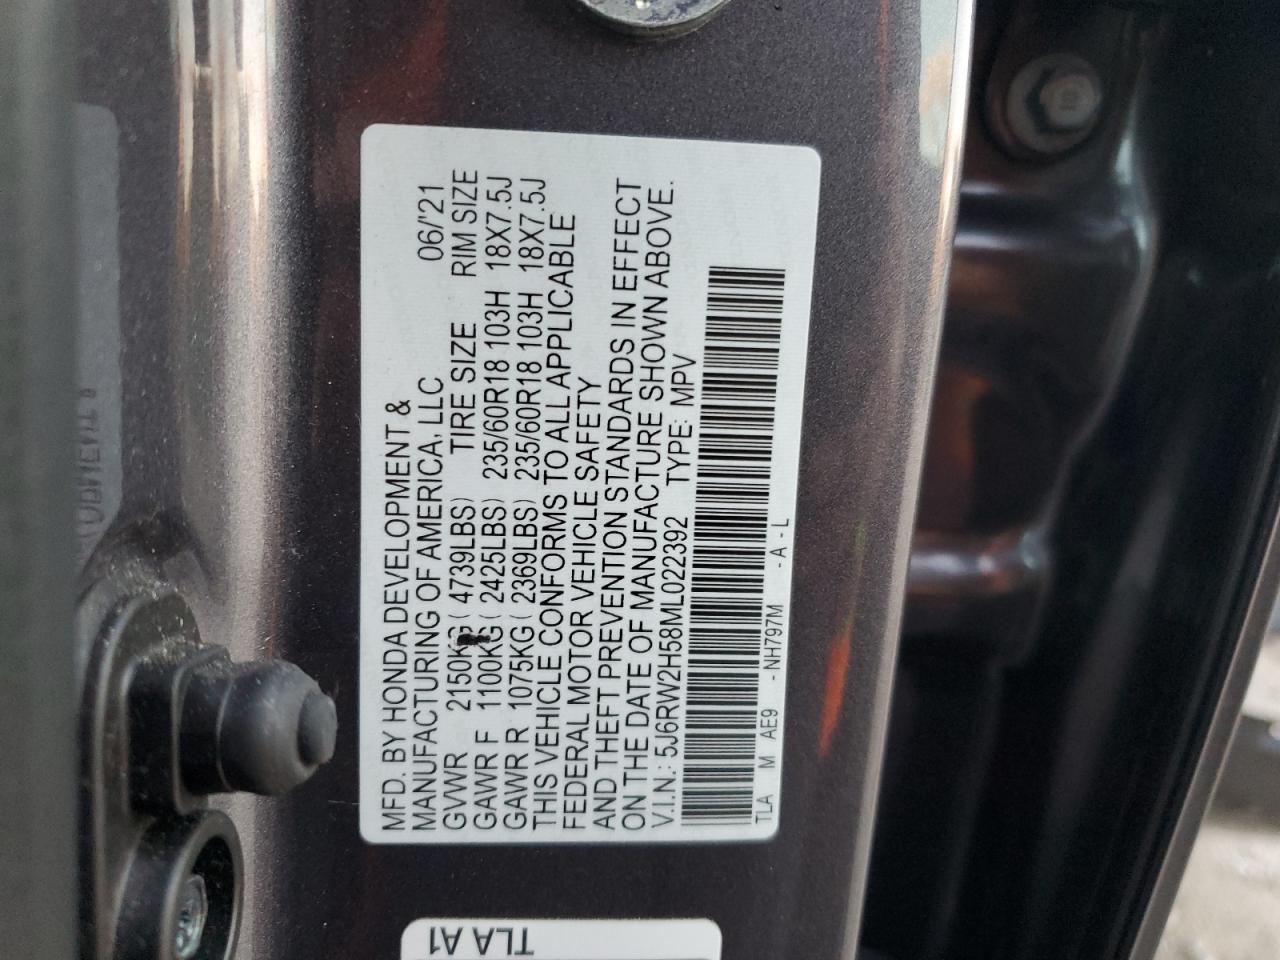 MFD. BY HONDA DEVELOPMENT &
MANUFACTURING OF AMERICA, LLC 06/'21
GVWR 2150KG( 4739LBS) TIRE SIZE RIM SIZE
GAWR F 1100KG( 2425LBS) 235/60R18 103H 18X7.5J
GAWR R 1075KG( 2369LBS) 235/60R18 103H 18X7.5J
THIS VEHICLE CONFORMS TO ALL APPLICABLE
FEDERAL MOTOR VEHICLE SAFETY
AND THEFT PREVENTION STANDARDS IN EFFECT
ON THE DATE OF MANUFACTURE SHOWN ABOVE.
V.I.N.: 5J6RW2H58ML022392 TYPE: MPV
TLA M AE9 -NH797M -A-L
TLA A1